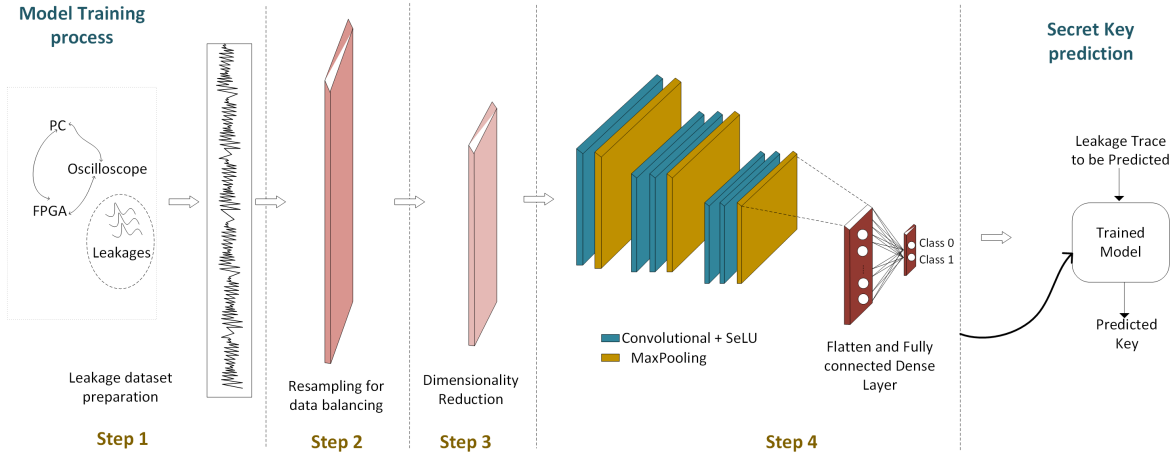 Model Training
process
PC
Oscilloscope
FPGA
Leakages
Leakage dataset
preparation
Step 1
Resampling for
data balancing
Step 2
Dimensionality
Reduction
Step 3
Convolutional + SeLU
MaxPooling
Class 0
Class 1
Flatten and Fully
connected Dense
Layer
Step 4
Secret Key
prediction
Leakage Trace
to be Predicted
Trained
Model
Predicted
Key